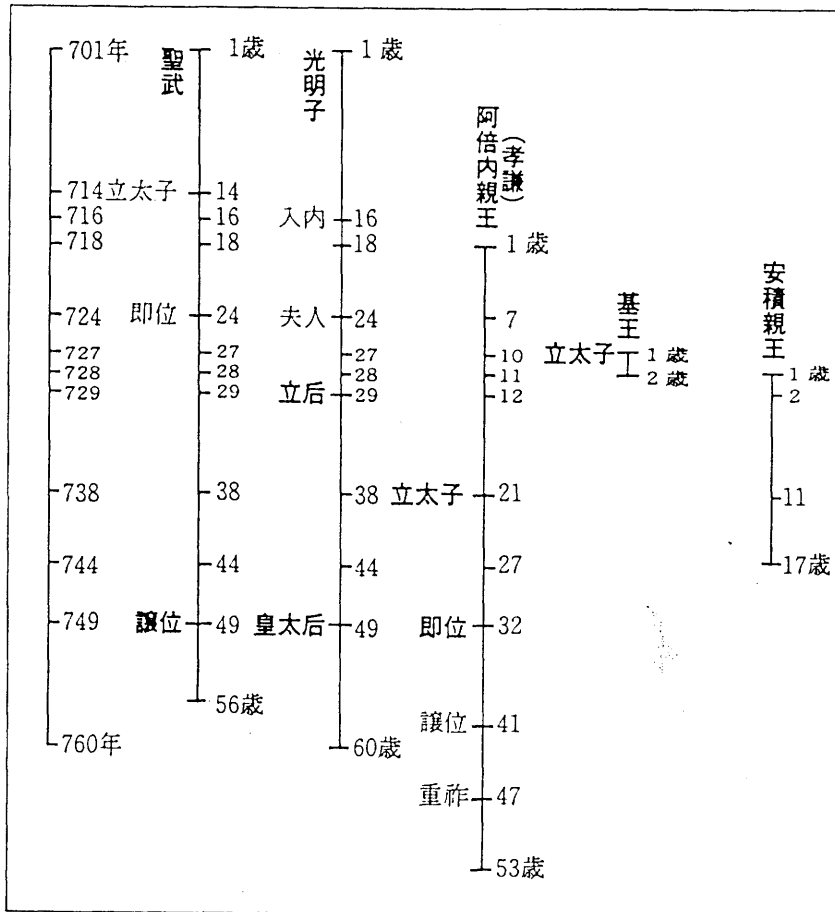 701年
714
716
718
724
727
728
729
738
744
749
760年
聖武
1歳
立太子 14
16
18
即位 24
27
28
29
38
44
譲位 49
56歳
光明子
1歳
入内 16
18
夫人 24
27
28
立后 29
38
44
皇太后 49
60歳
阿倍内親王
(孝謙)
1歳
7
10
11
12
立太子 21
27
即位 32
譲位 41
重祚 47
53歳
基王
立太子 1歳
2歳
安積親王
1歳
2
11
17歳